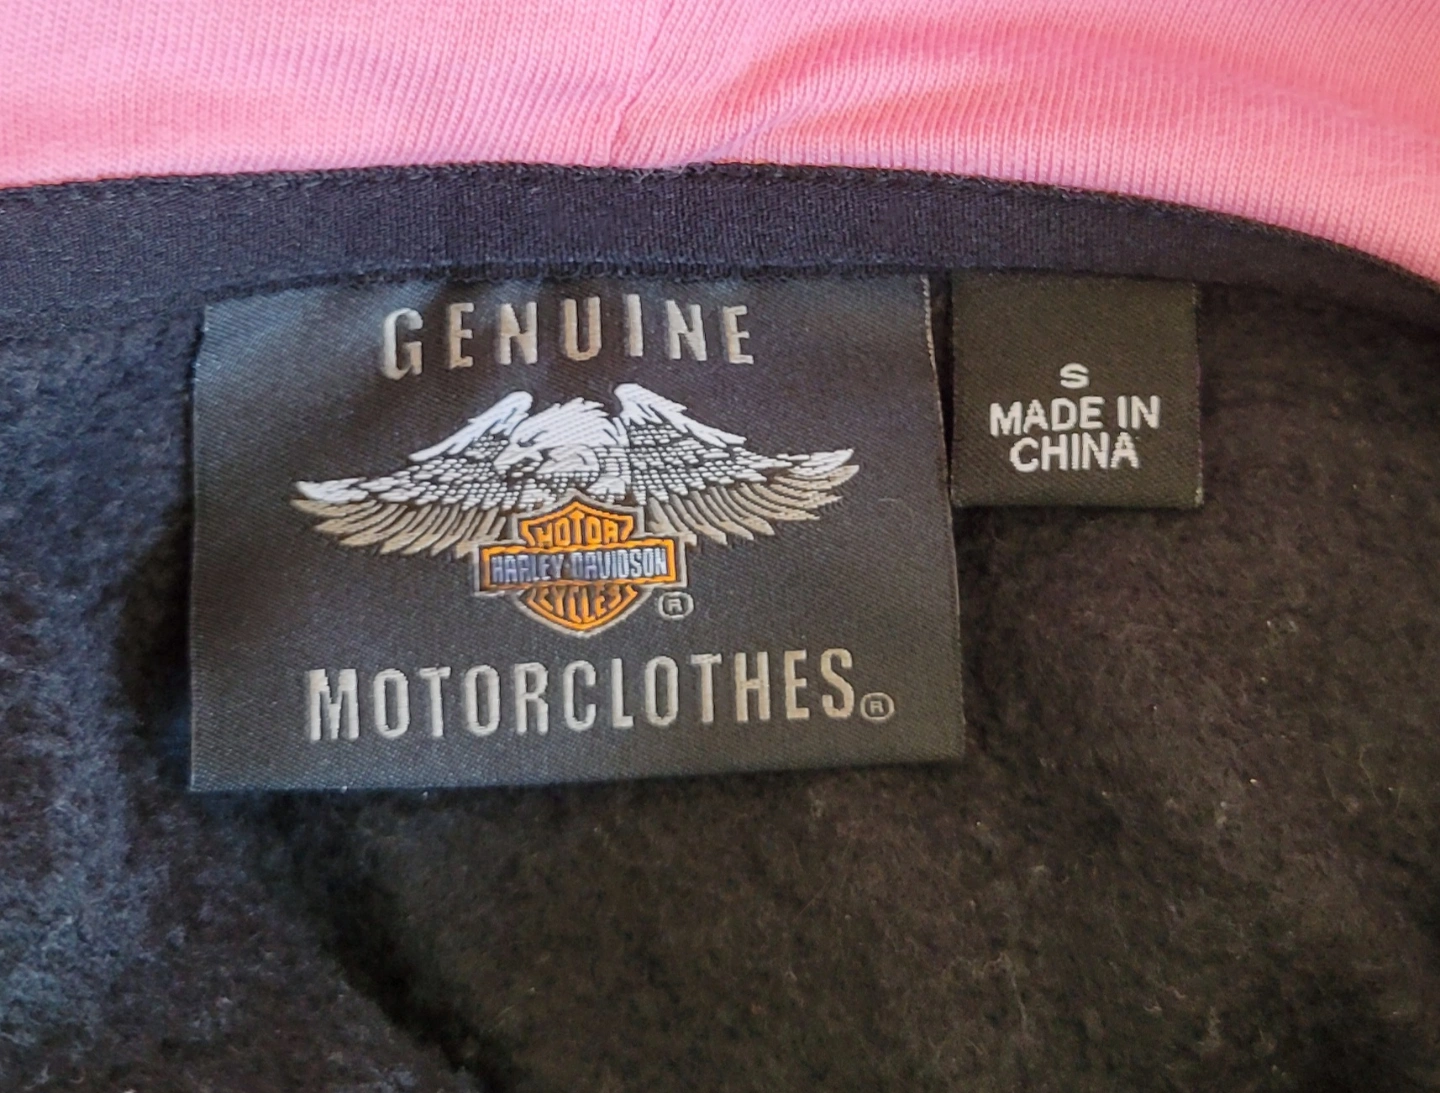 GENUINE
MOTOR
HARLEY-DAVIDSON
CYCLES
®
MOTORCLOTHES®
S
MADE IN
CHINA